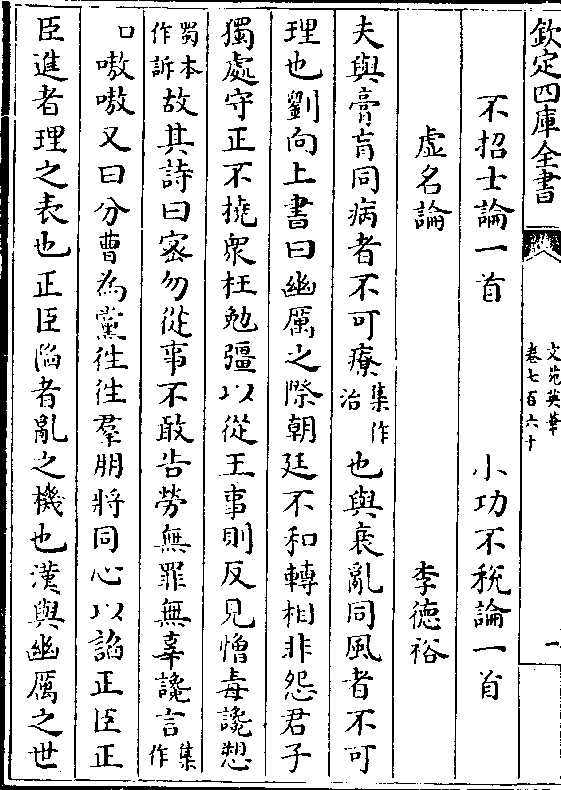 欽定四庫全書
文苑英華
卷七百六十
一
不招士論一首
小功不稅論一首
虛名論
李德裕
夫與膏肓同病者不可療集作治也與衰亂同風者不可
理也劉向上書曰幽厲之際朝廷不和轉相非怨君子
獨處守正不撓衆枉勉彊以從王事則反見憎毒讒愬
蜀本作訴故其詩曰宻勿從事不敢告勞無罪無辜讒言集作
口嗷嗷又曰分曹為黨徃徃羣朋將同心以謟正臣正
臣進者理之表也正臣陷者亂之機也漢與幽厲之世